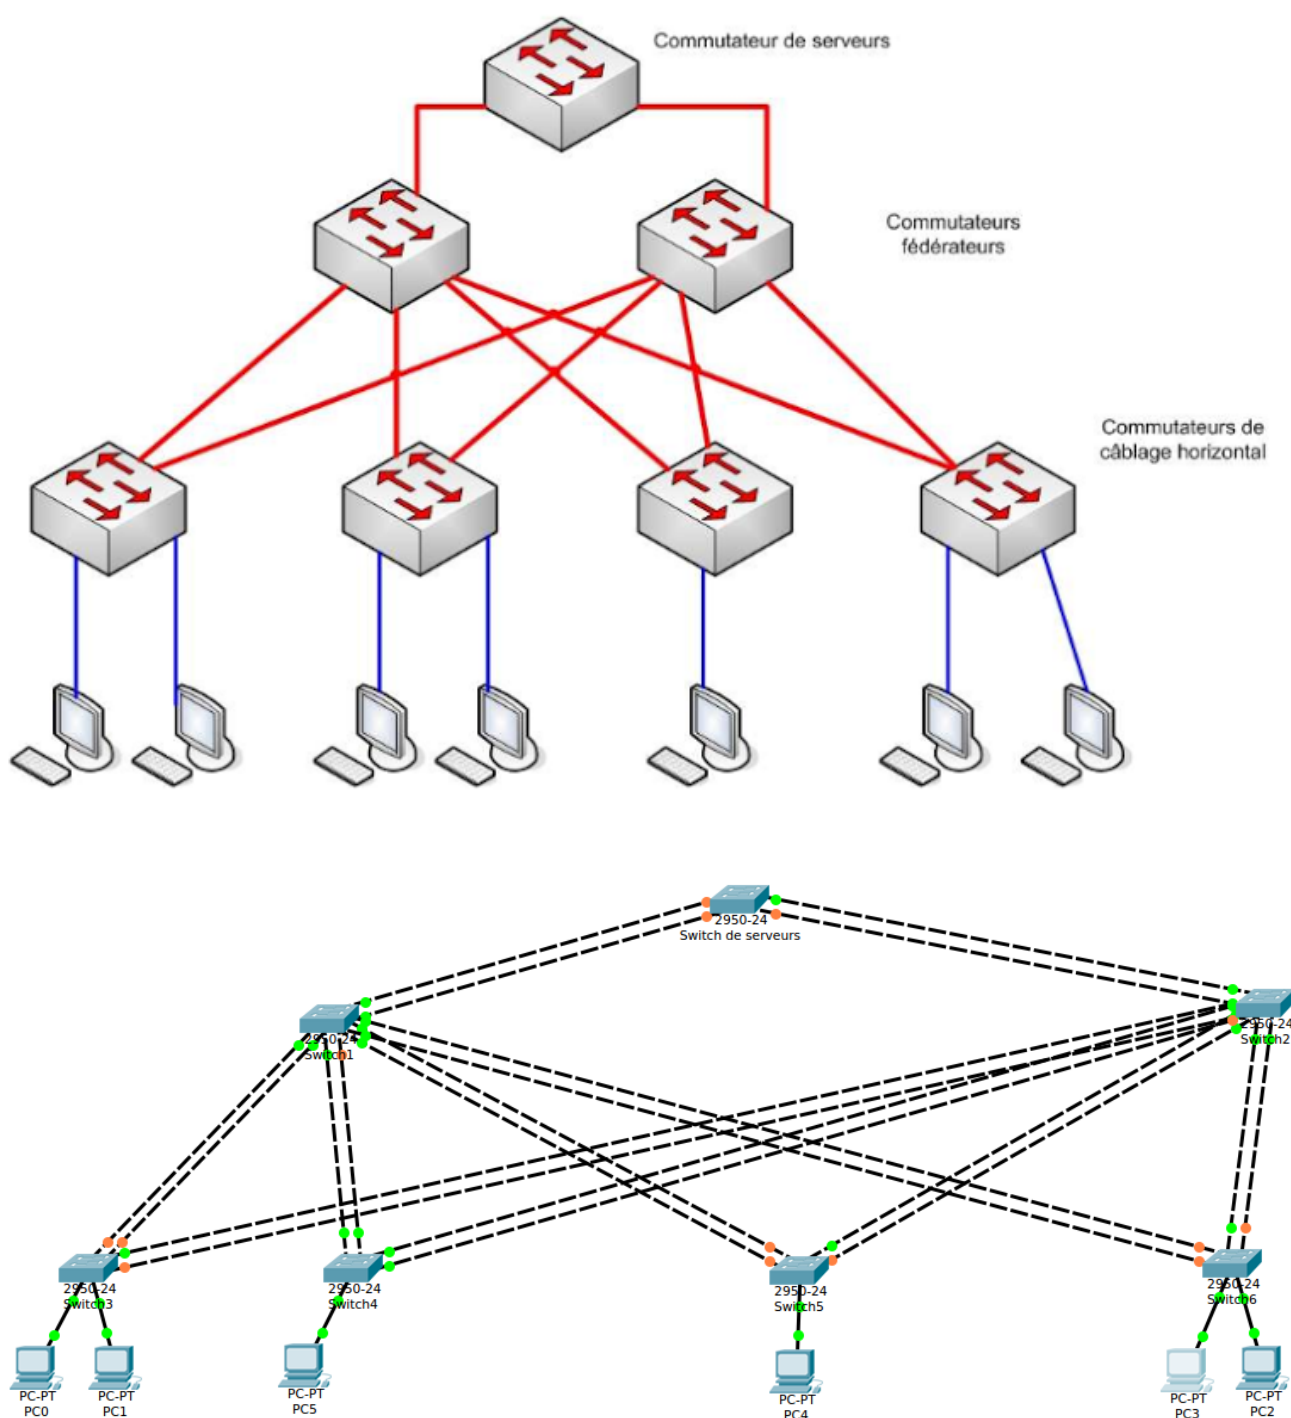 Commutateur de serveurs
Commutateurs
fédérateurs
Commutateurs de
câblage horizontal
2950-24
Switch de serveurs
2950-24
Switch1
2950-24
Switch2
2950-24
Switch3
2950-24
Switch4
2950-24
Switch5
2950-24
Switch6
PC-PT
PC0
PC-PT
PC1
PC-PT
PC5
PC-PT
PC4
PC-PT
PC3
PC-PT
PC2